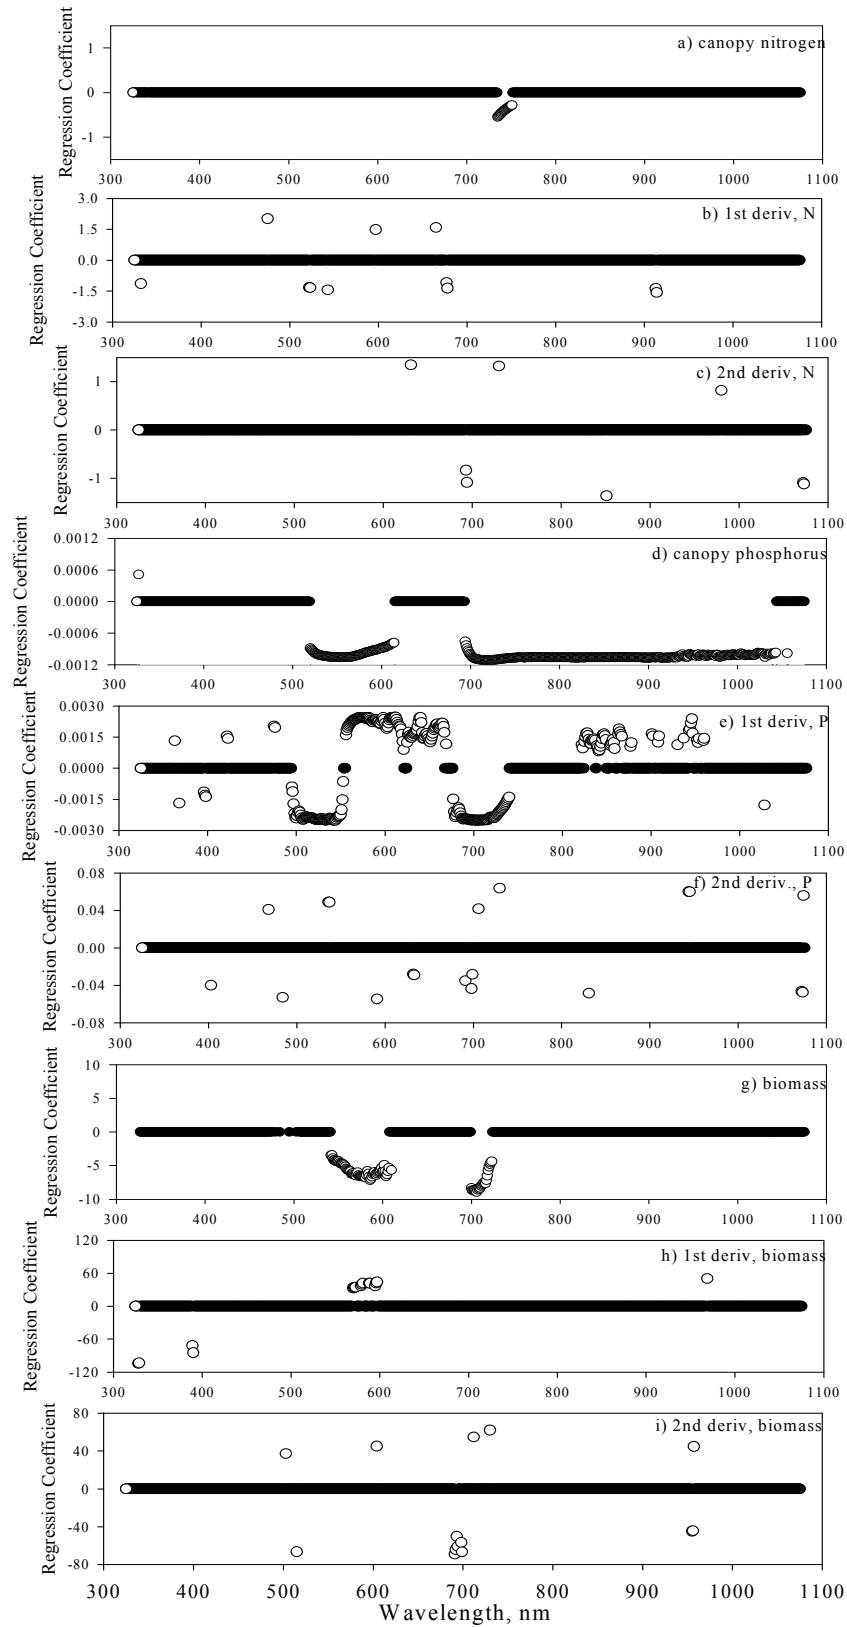 a) canopy nitrogen
Regression Coefficient
1
0
-1
300 400 500 600 700 800 900 1000 1100
b) 1st deriv, N
Regression Coefficient
3.0
1.5
0.0
-1.5
-3.0
300 400 500 600 700 800 900 1000 1100
c) 2nd deriv, N
Regression Coefficient
1
0
-1
300 400 500 600 700 800 900 1000 1100
d) canopy phosphorus
Regression Coefficient
0.0012
0.0006
0.0000
-0.0006
-0.0012
300 400 500 600 700 800 900 1000 1100
e) 1st deriv, P
Regression Coefficient
0.0030
0.0015
0.0000
-0.0015
-0.0030
300 400 500 600 700 800 900 1000 1100
f) 2nd deriv., P
Regression Coefficient
0.08
0.04
0.00
-0.04
-0.08
300 400 500 600 700 800 900 1000 1100
g) biomass
Regression Coefficient
10
5
0
-5
-10
300 400 500 600 700 800 900 1000 1100
h) 1st deriv, biomass
Regression Coefficient
120
60
0
-60
-120
300 400 500 600 700 800 900 1000 1100
i) 2nd deriv, biomass
Regression Coefficient
80
40
0
-40
-80
300 400 500 600 700 800 900 1000 1100
Wavelength, nm